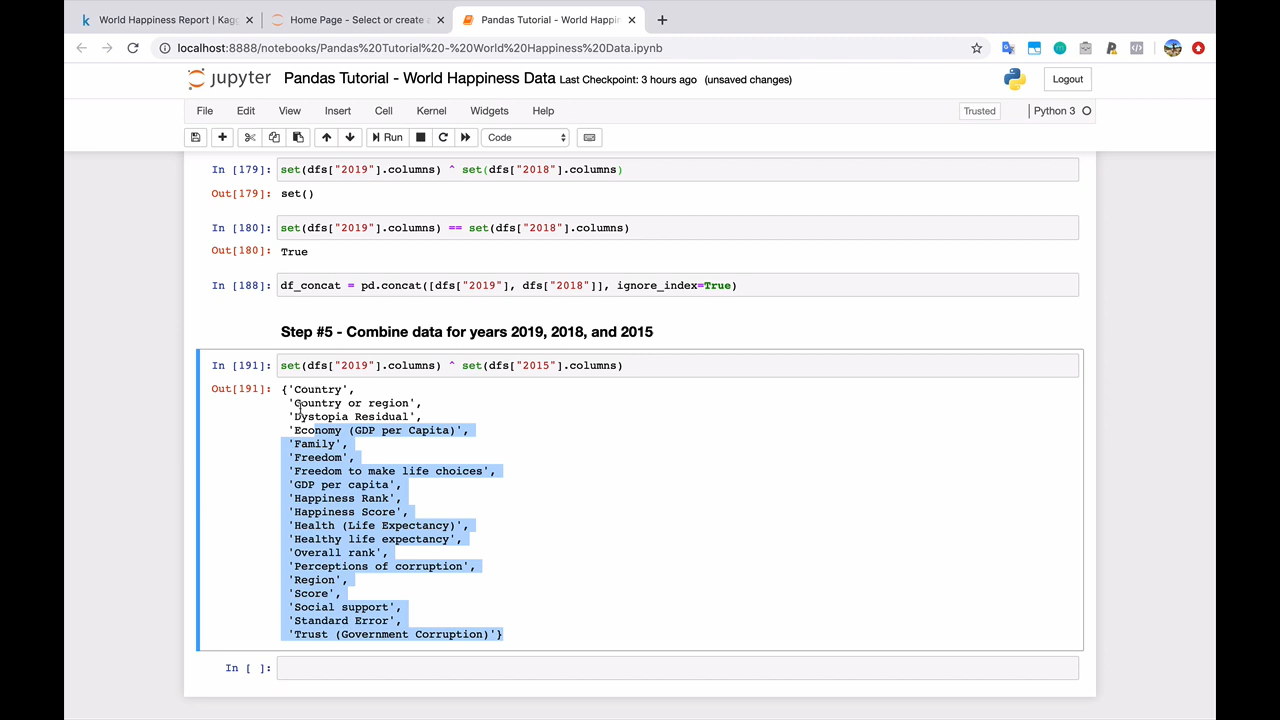 World Happiness Report | Kag
Home Page - Select or create a
Pandas Tutorial - World Happin
localhost:8888/notebooks/Pandas%20Tutorial%20-%20World%20Happiness%20Data.ipynb
jupyter Pandas Tutorial - World Happiness Data Last Checkpoint: 3 hours ago (unsaved changes) Logout
File Edit View Insert Cell Kernel Widgets Help Trusted Python 3
Run Code
In [179]: set(dfs["2019"].columns) ^ set(dfs["2018"].columns)
Out[179]: set()
In [180]: set(dfs["2019"].columns) == set(dfs["2018"].columns)
Out[180]: True
In [188]: df_concat = pd.concat([dfs["2019"], dfs["2018"]], ignore_index=True)
Step #5 - Combine data for years 2019, 2018, and 2015
In [191]: set(dfs["2019"].columns) ^ set(dfs["2015"].columns)
Out[191]: {'Country',
'Country or region',
'Dystopia Residual',
'Economy (GDP per Capita)',
'Family',
'Freedom',
'Freedom to make life choices',
'GDP per capita',
'Happiness Rank',
'Happiness Score',
'Health (Life Expectancy)',
'Healthy life expectancy',
'Overall rank',
'Perceptions of corruption',
'Region',
'Score',
'Social support',
'Standard Error',
'Trust (Government Corruption)'}
In [ ]: